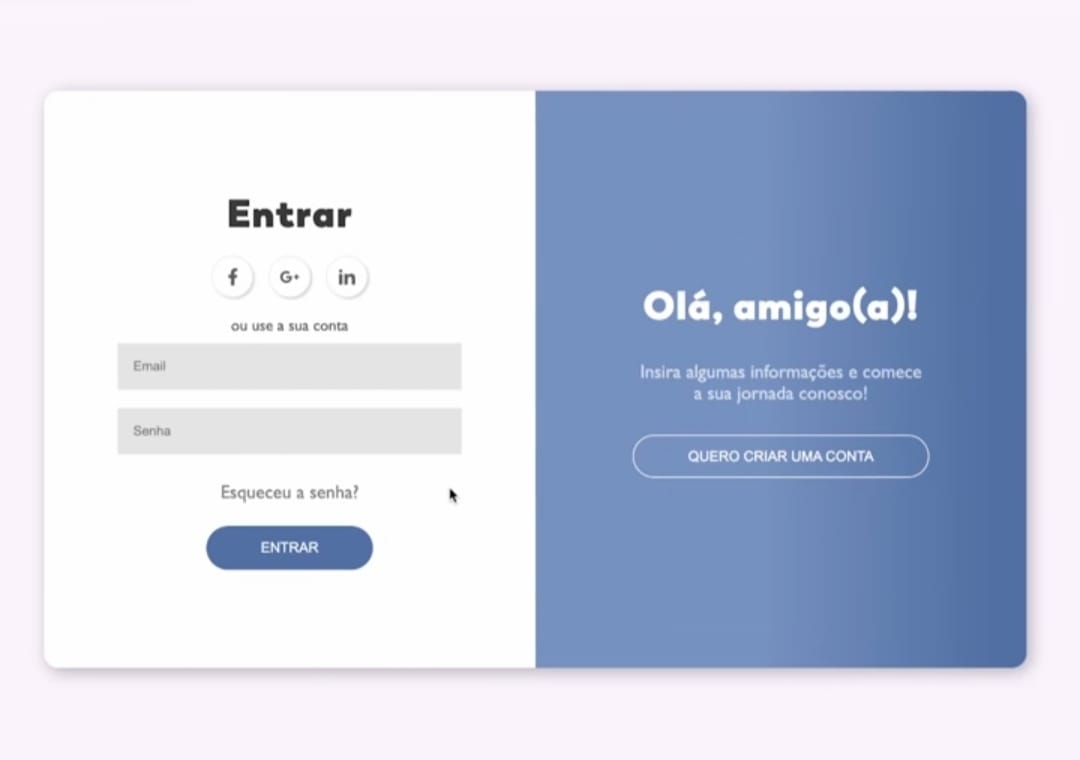 Entrar
f G+ in
ou use a sua conta
Email
Senha
Esqueceu a senha?
ENTRAR
Olá, amigo(a)!
Insira algumas informações e comece
a sua jornada conosco!
QUERO CRIAR UMA CONTA